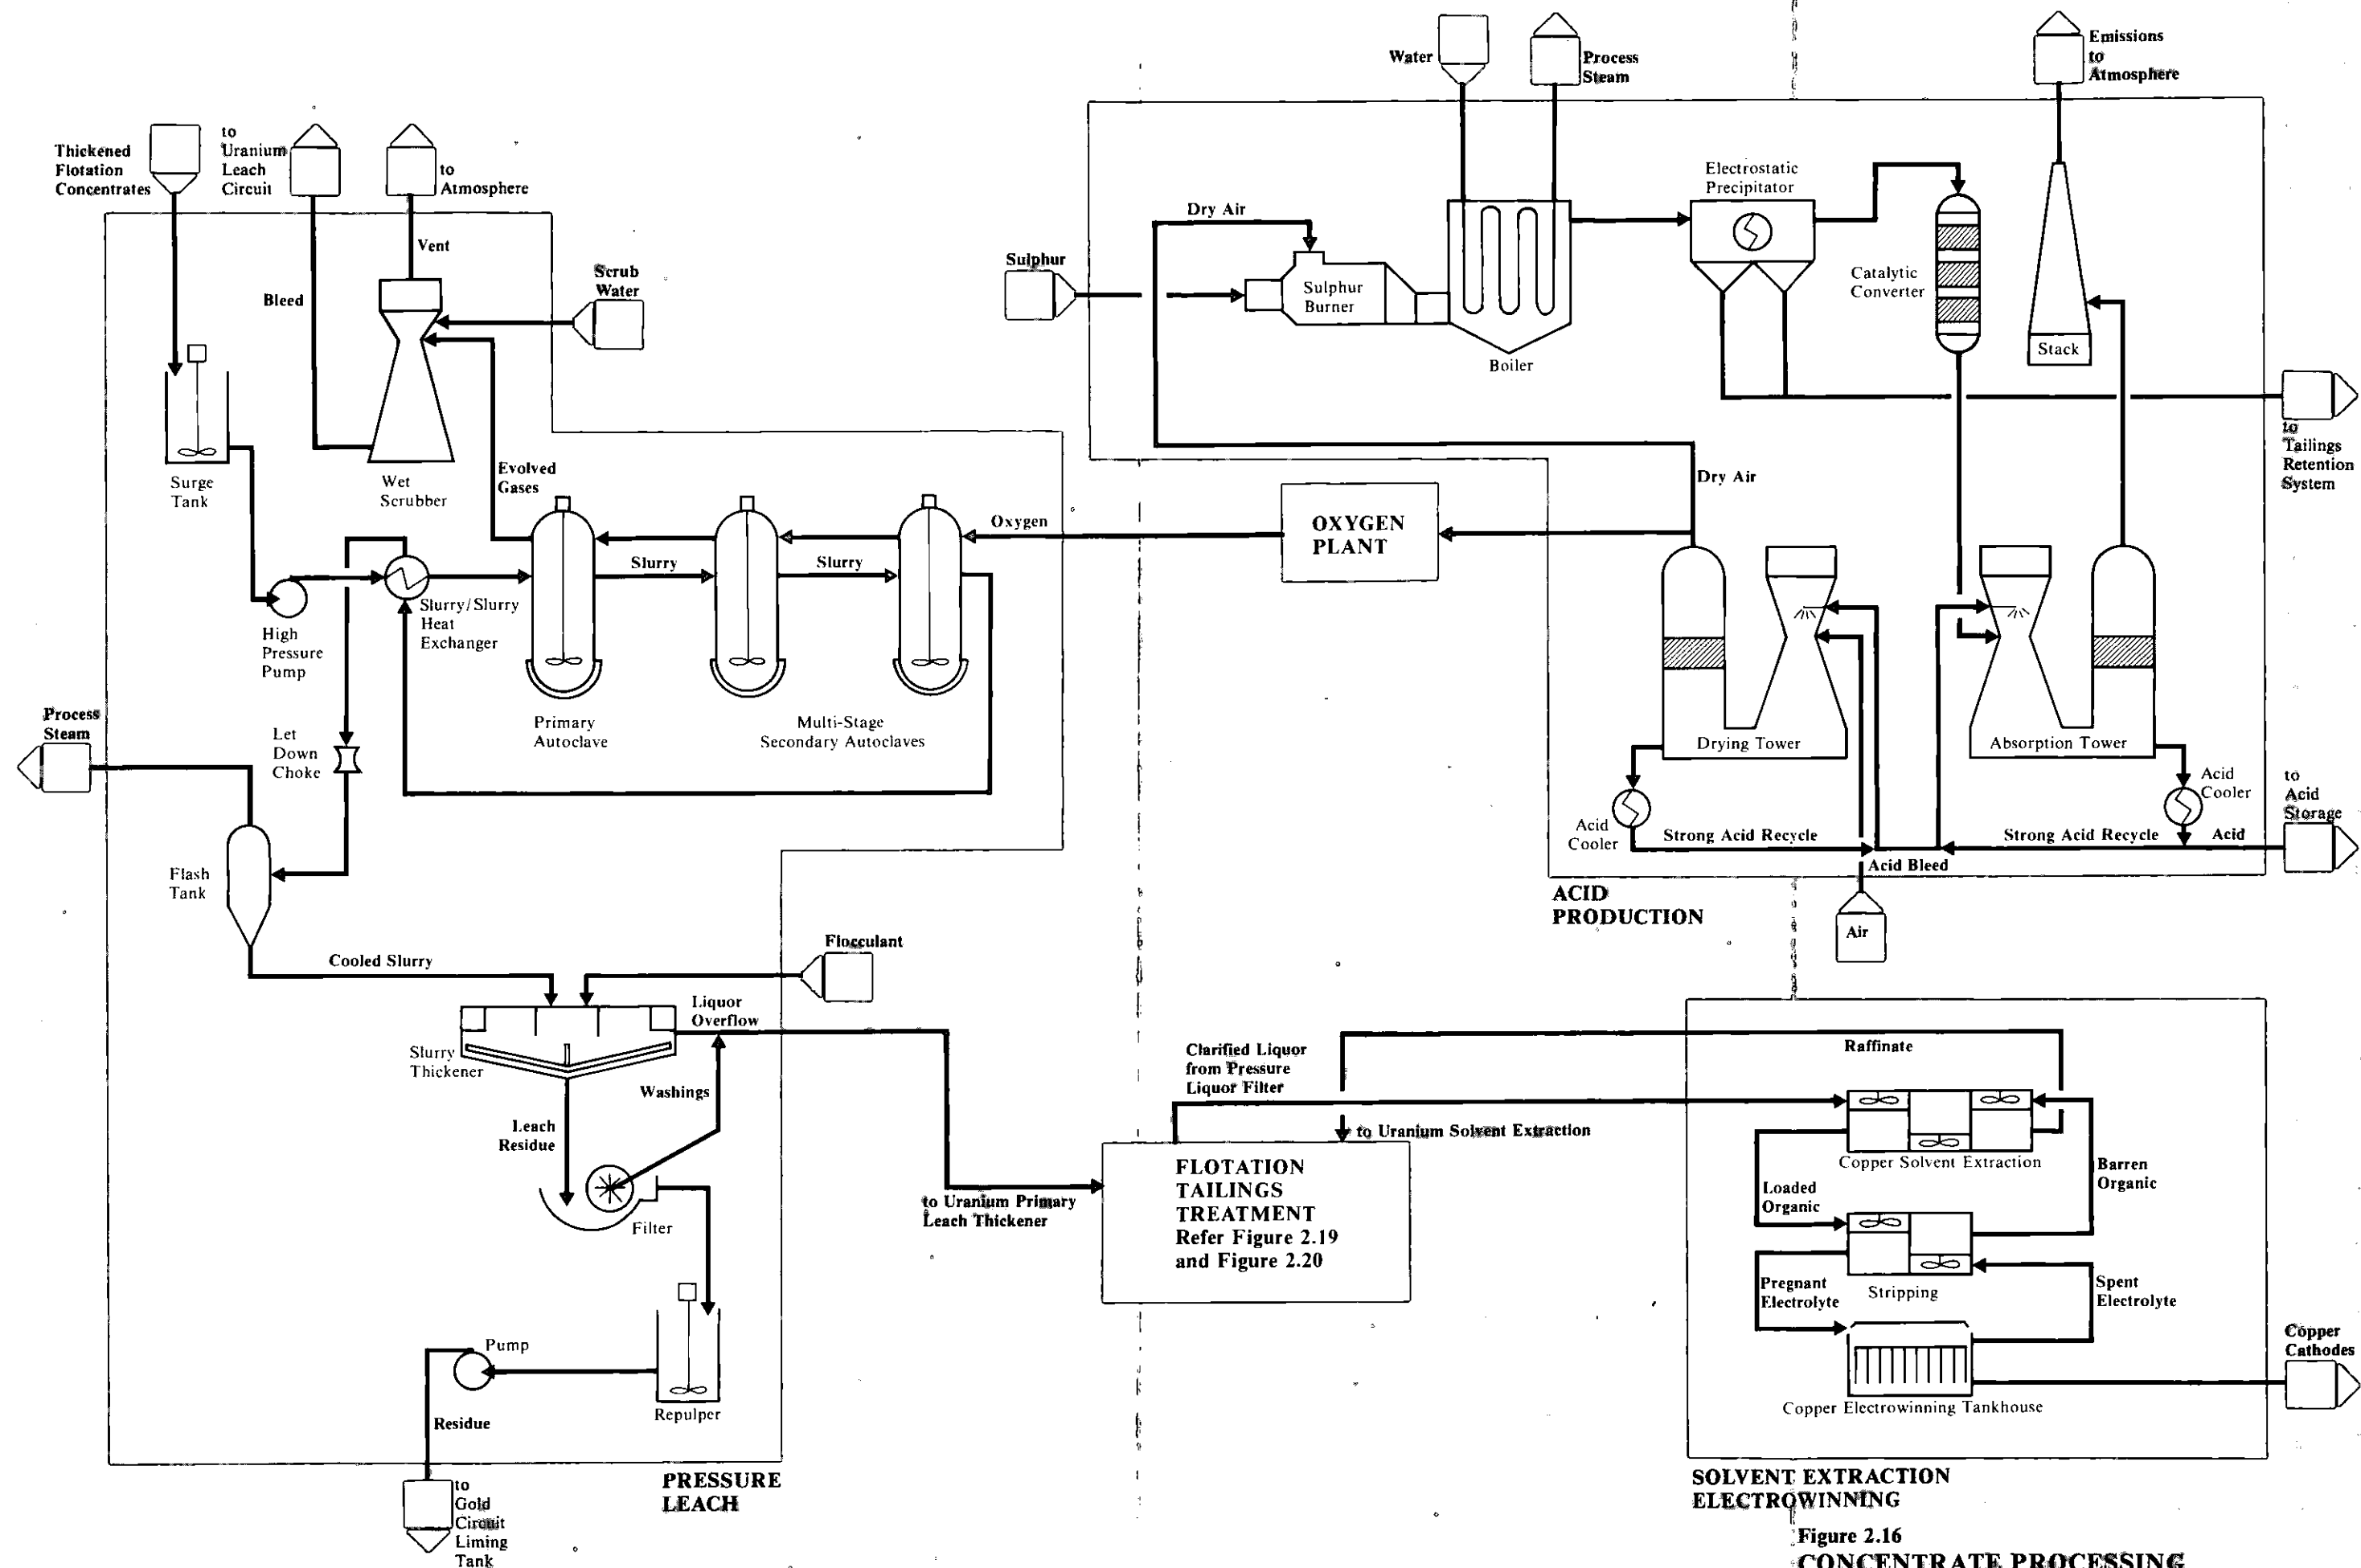 Thickened
Flotation
Concentrates
to
Uranium
Leach
Circuit
to
Atmosphere
Vent
Bleed
Scrub
Water
Surge
Tank
Wet
Scrubber
Evolved
Gases
Oxygen
Slurry
Slurry
High
Pressure
Pump
Slurry/Slurry
Heat
Exchanger
Primary
Autoclave
Multi-Stage
Secondary Autoclaves
Process
Steam
Let
Down
Choke
Flash
Tank
Cooled Slurry
Flocculant
Liquor
Overflow
Slurry
Thickener
Washings
Leach
Residue
Filter
to Uranium Primary
Leach Thickener
Pump
Repulper
Residue
to
Gold
Circuit
Liming
Tank
PRESSURE
LEACH
Water
Process
Steam
Emissions
to
Atmosphere
Dry Air
Sulphur
Sulphur
Burner
Boiler
Electrostatic
Precipitator
Catalytic
Converter
Stack
to
Tailings
Retention
System
Dry Air
OXYGEN
PLANT
Drying Tower
Absorption Tower
Acid
Cooler
Acid
Cooler
to
Acid
Storage
Strong Acid Recycle
Strong Acid Recycle
Acid
Acid Bleed
Air
ACID
PRODUCTION
Clarified Liquor
from Pressure
Liquor Filter
to Uranium Solvent Extraction
FLOTATION
TAILINGS
TREATMENT
Refer Figure 2.19
and Figure 2.20
Raffinate
Copper Solvent Extraction
Loaded
Organic
Barren
Organic
Stripping
Pregnant
Electrolyte
Spent
Electrolyte
Copper Electrowinning Tankhouse
Copper
Cathodes
SOLVENT EXTRACTION
ELECTROWINNING
Figure 2.16
CONCENTRATE PROCESSING